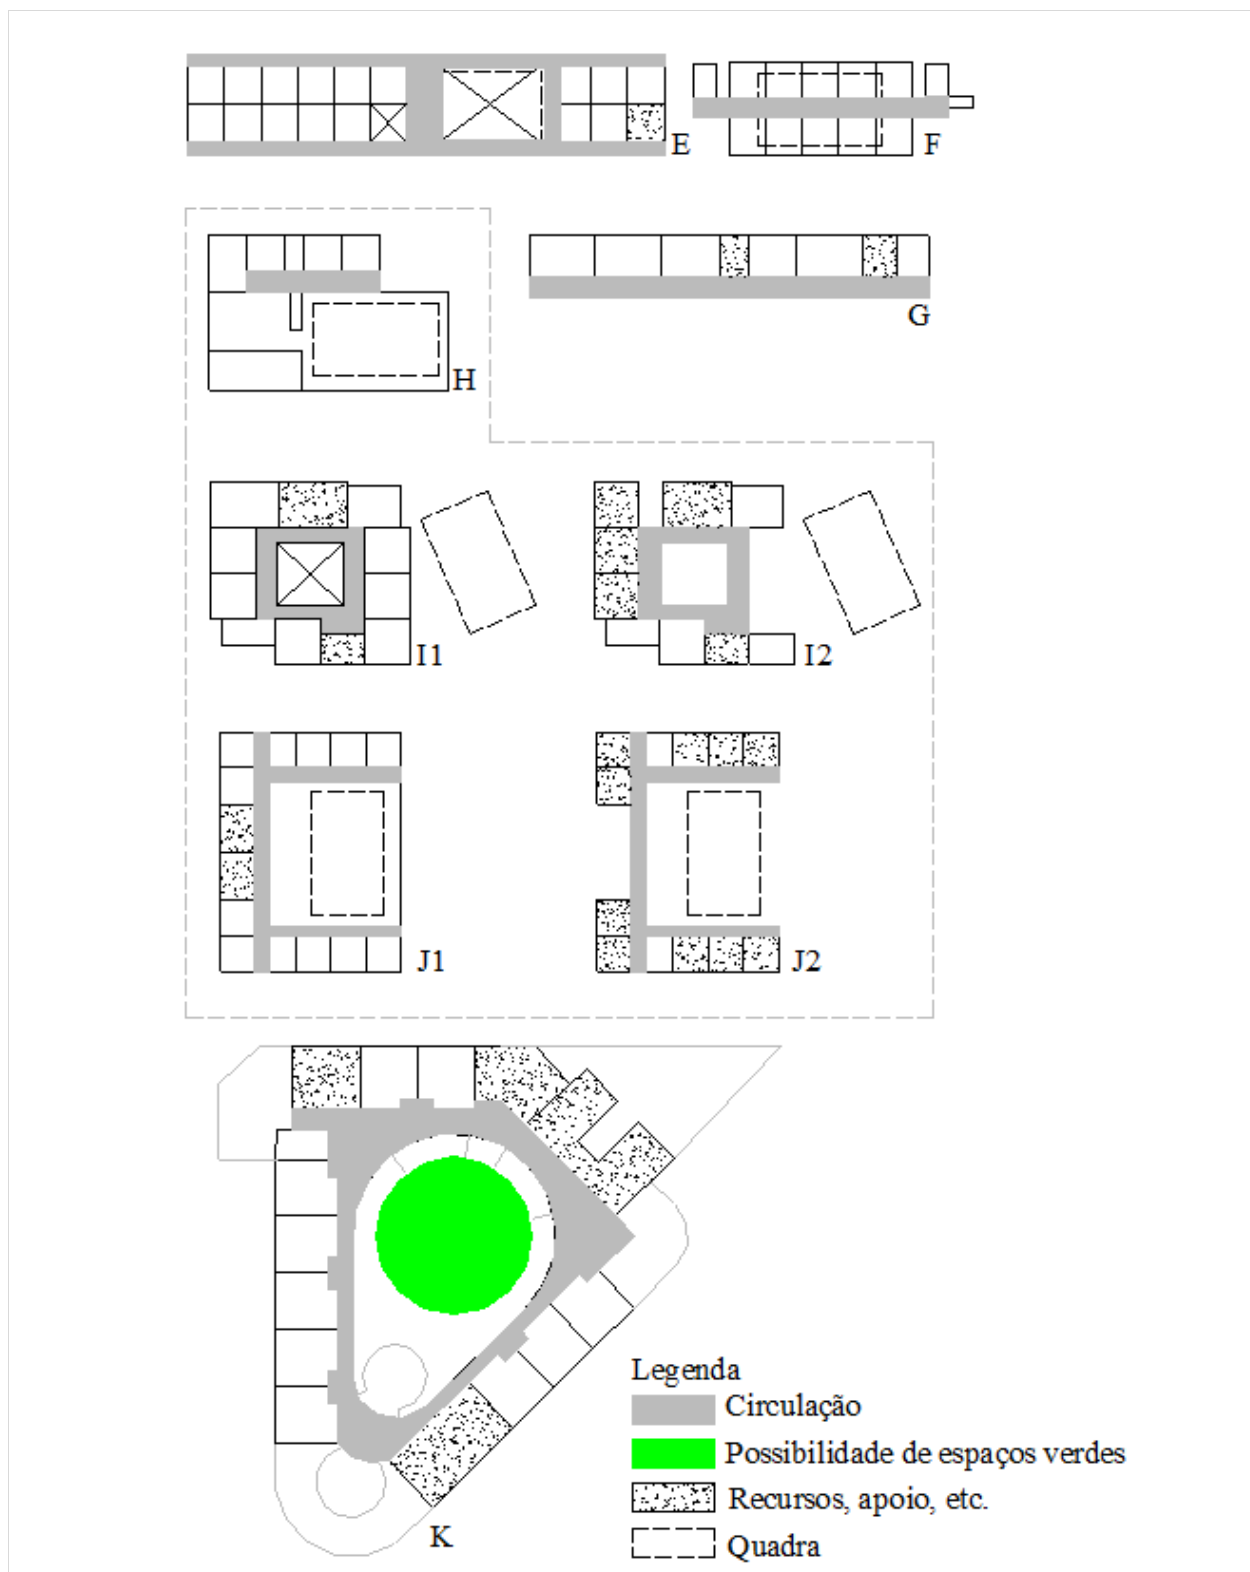 E
F
G
H
I1
I2
J1
J2
K
Legenda
Circulação
Possibilidade de espaços verdes
Recursos, apoio, etc.
Quadra